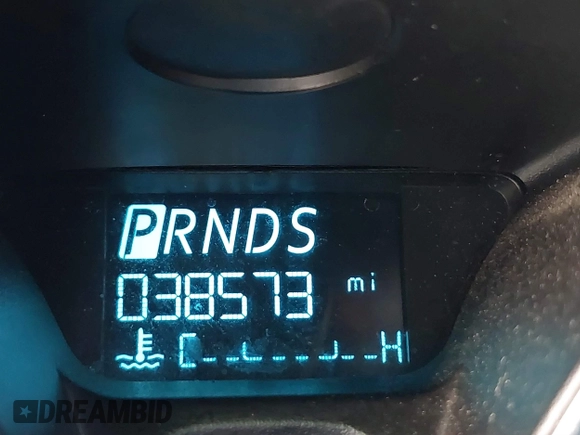 PRNDS
038573 mi
C H
DREAMBID